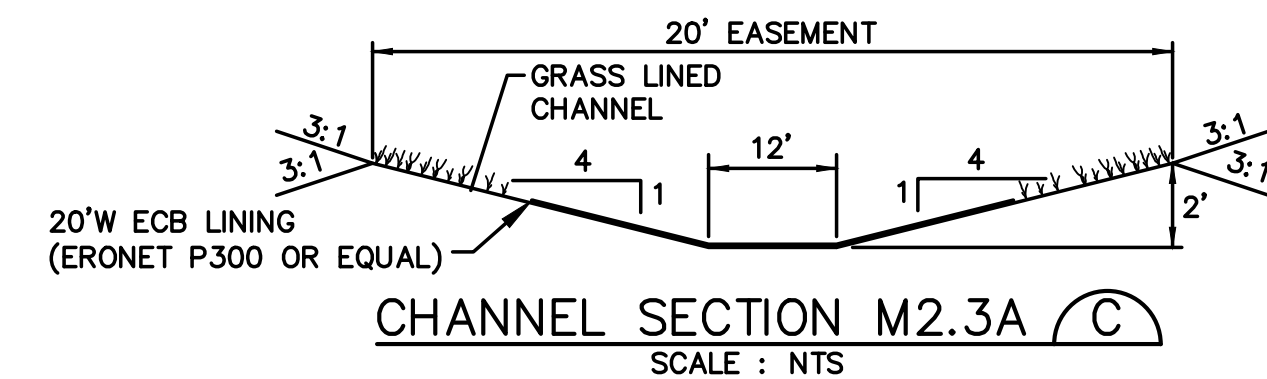 20' EASEMENT
GRASS LINED
CHANNEL
3:1
3:1
4
1
12'
4
1
3:1
3:1
2'
20'W ECB LINING
(ERONET P300 OR EQUAL)
CHANNEL SECTION M2.3A C
SCALE : NTS